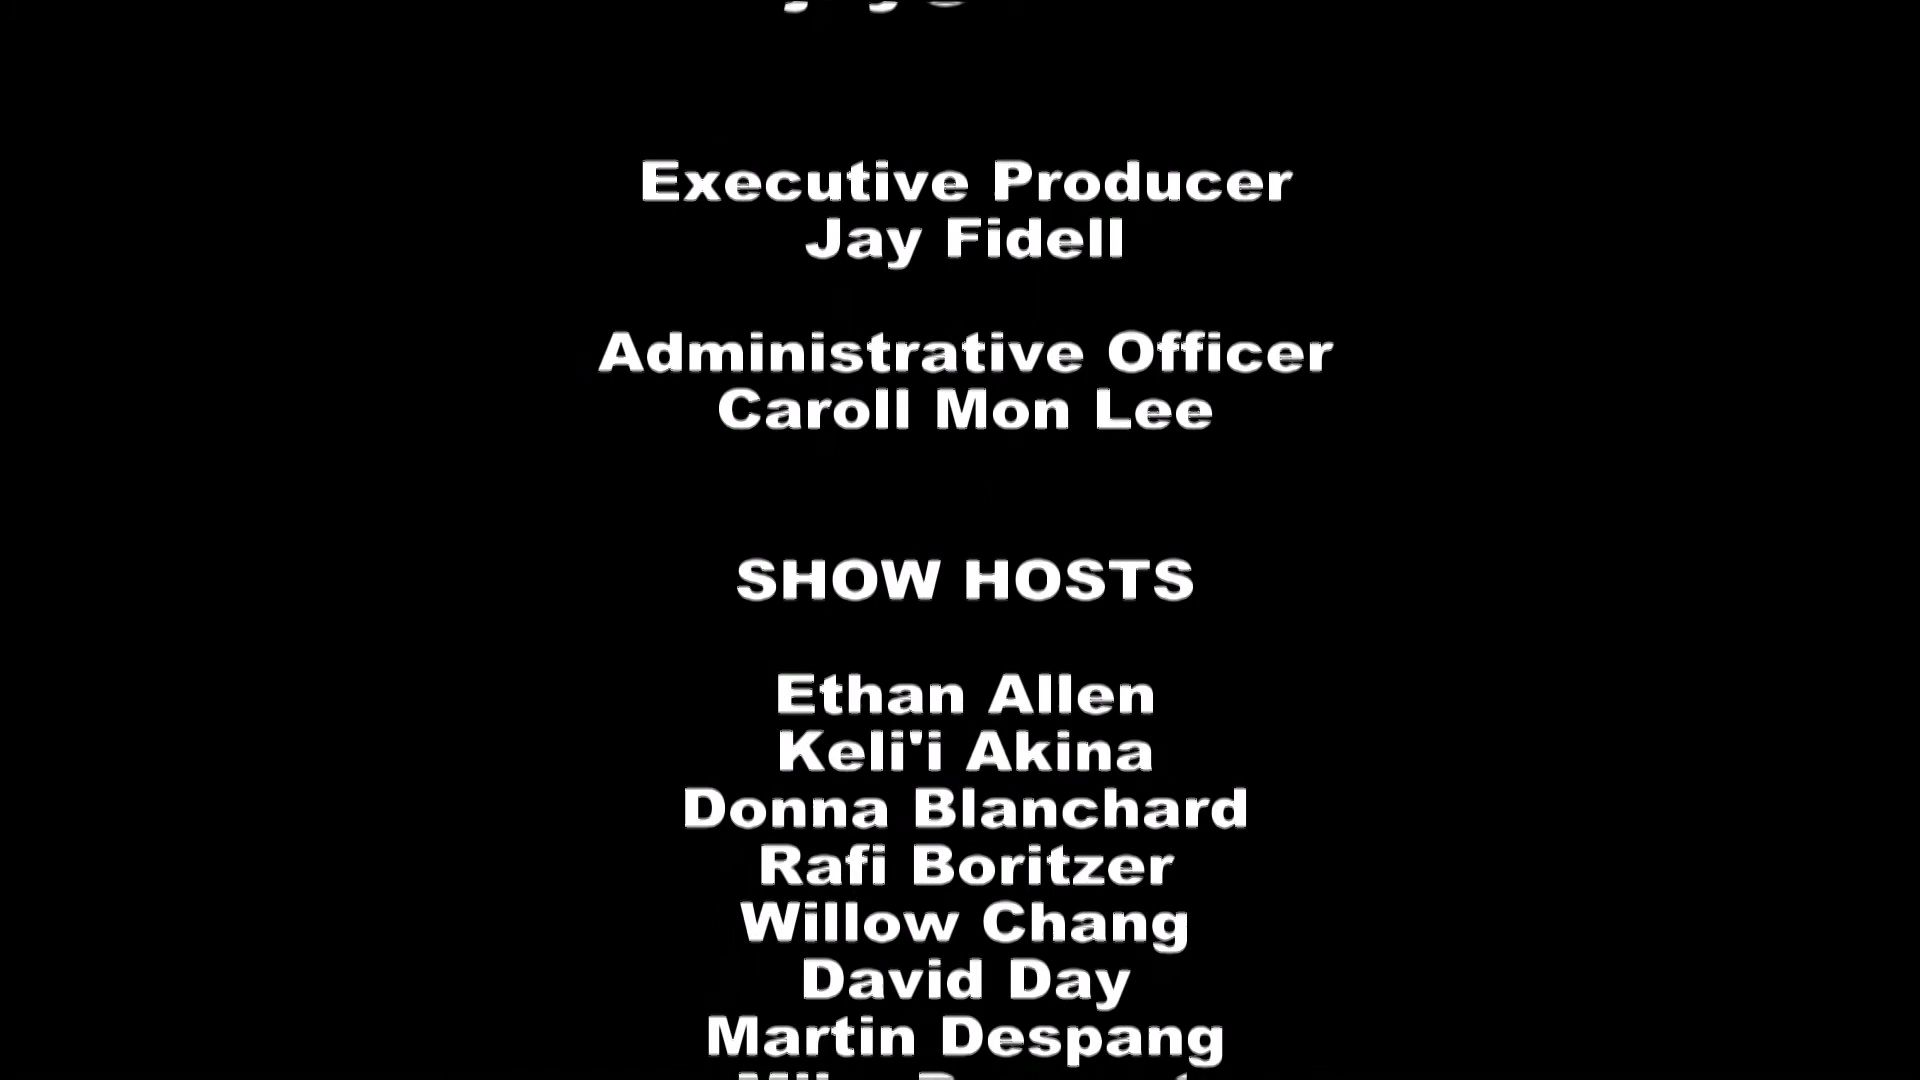 Executive Producer
Jay Fidell
Administrative Officer
Caroll Mon Lee
SHOW HOSTS
Ethan Allen
Keli'i Akina
Donna Blanchard
Rafi Boritzer
Willow Chang
David Day
Martin Despang